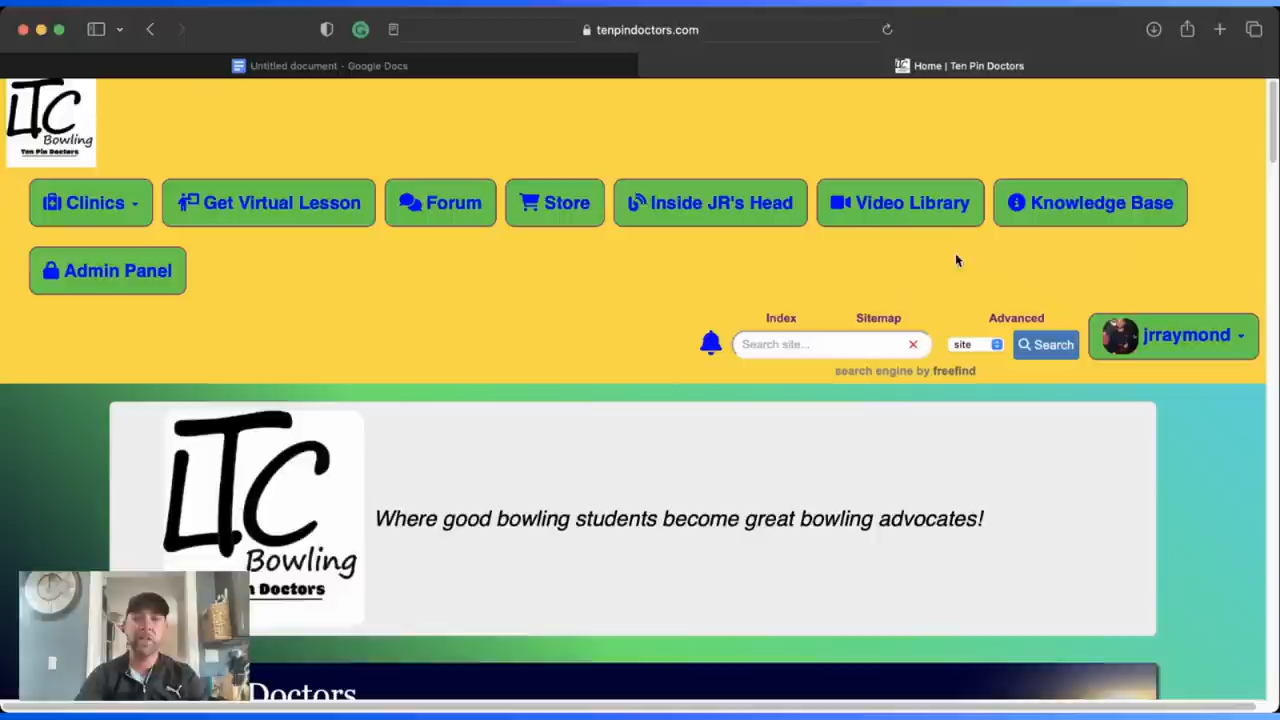 tenpindoctors.com
Untitled document - Google Docs
Home | Ten Pin Doctors
LTC
Bowling
Ten Pin Doctors
Clinics
Get Virtual Lesson
Forum
Store
Inside JR's Head
Video Library
Knowledge Base
Admin Panel
Index
Sitemap
Advanced
Search site...
site
Search
jrraymond
search engine by freefind
LTC
Bowling
n Doctors
Where good bowling students become great bowling advocates!
Doctors